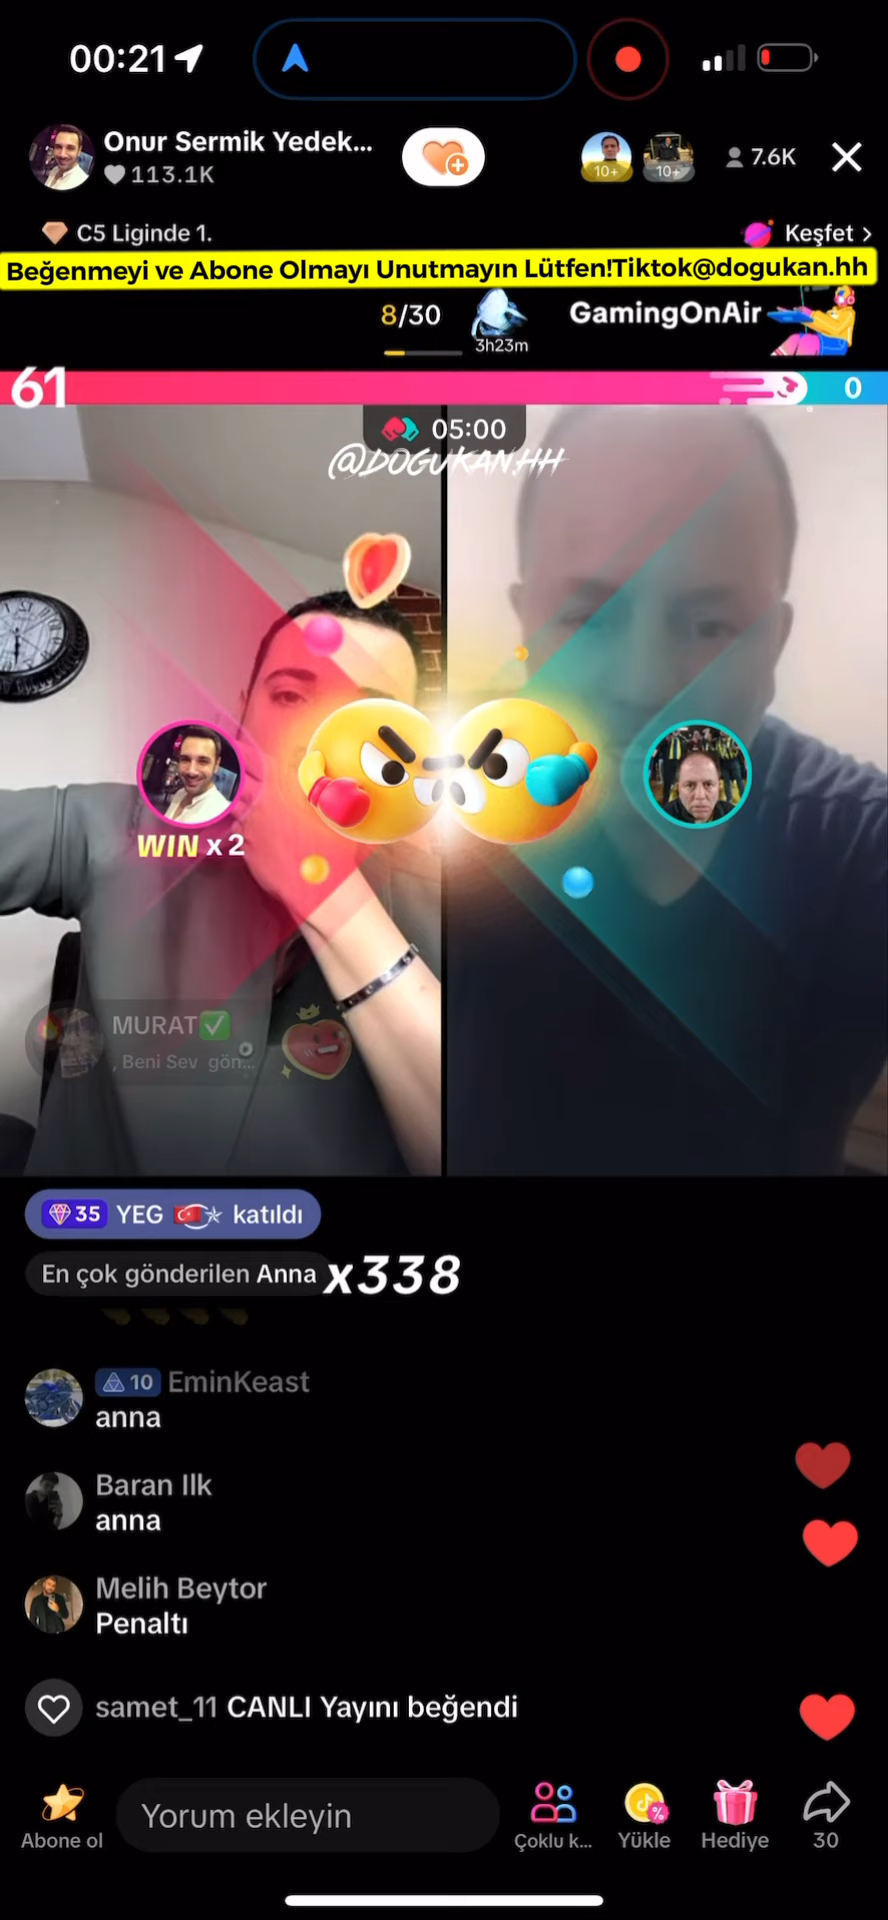 00:21
Onur Sermik Yedek...
113.1K
10+
10+
7.6K
C5 Liginde 1.
Keşfet >
Beğenmeyi ve Abone Olmayı Unutmayın Lütfen!Tiktok@dogukan.hh
8/30
3h23m
GamingOnAir
61
0
05:00
@DOGUKAN.HH
WIN x 2
MURAT✅
, Beni Sev gön...
35 YEG 🇹🇷 katıldı
En çok gönderilen Anna x338
10 EminKeast
anna
Baran Ilk
anna
Melih Beytor
Penaltı
samet_11 CANLI Yayını beğendi
Abone ol
Yorum ekleyin
Çoklu k...
Yükle
Hediye
30